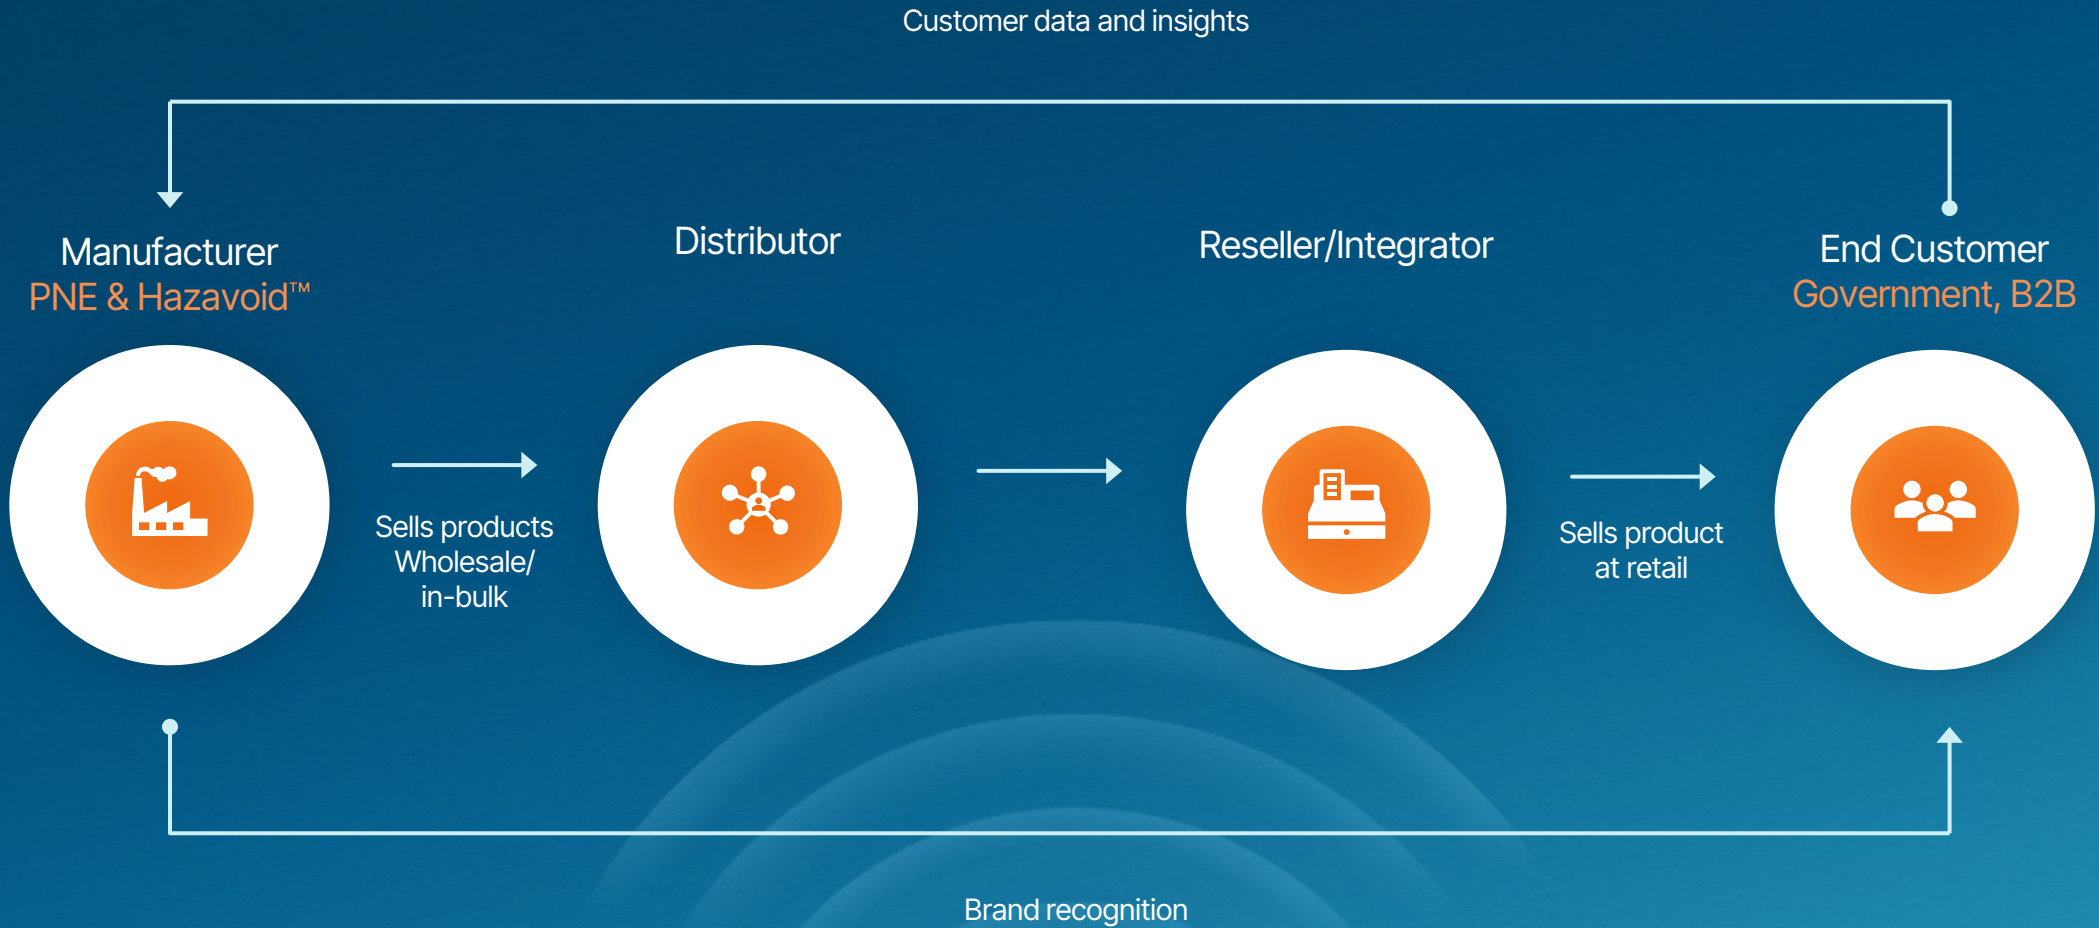 Customer data and insights
Manufacturer
PNE & Hazavoid™
Distributor
Reseller/Integrator
End Customer
Government, B2B
Sells products
Wholesale/
in-bulk
Sells product
at retail
Brand recognition